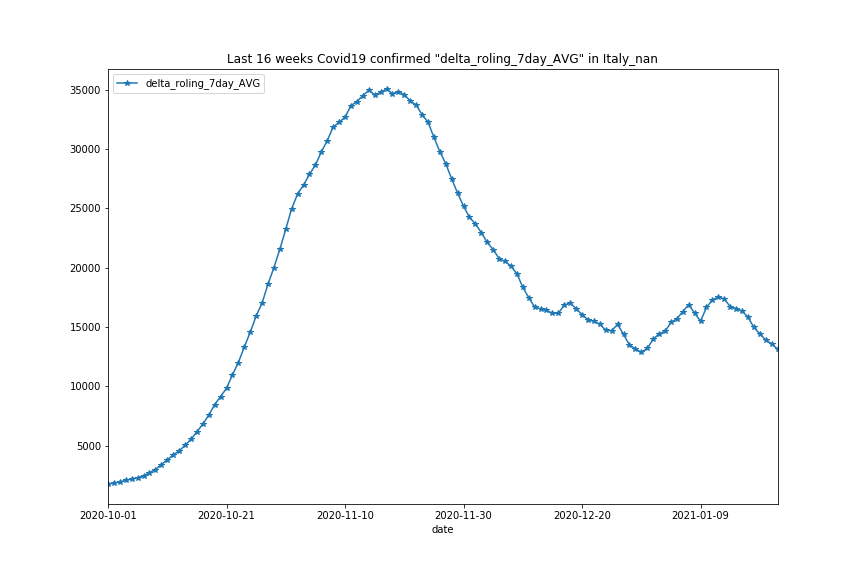 Last 16 weeks Covid19 confirmed "delta_roling_7day_AVG" in Italy_nan
delta_roling_7day_AVG
35000
30000
25000
20000
15000
10000
5000
2020-10-01 2020-10-21 2020-11-10 2020-11-30 2020-12-20 2021-01-09
date